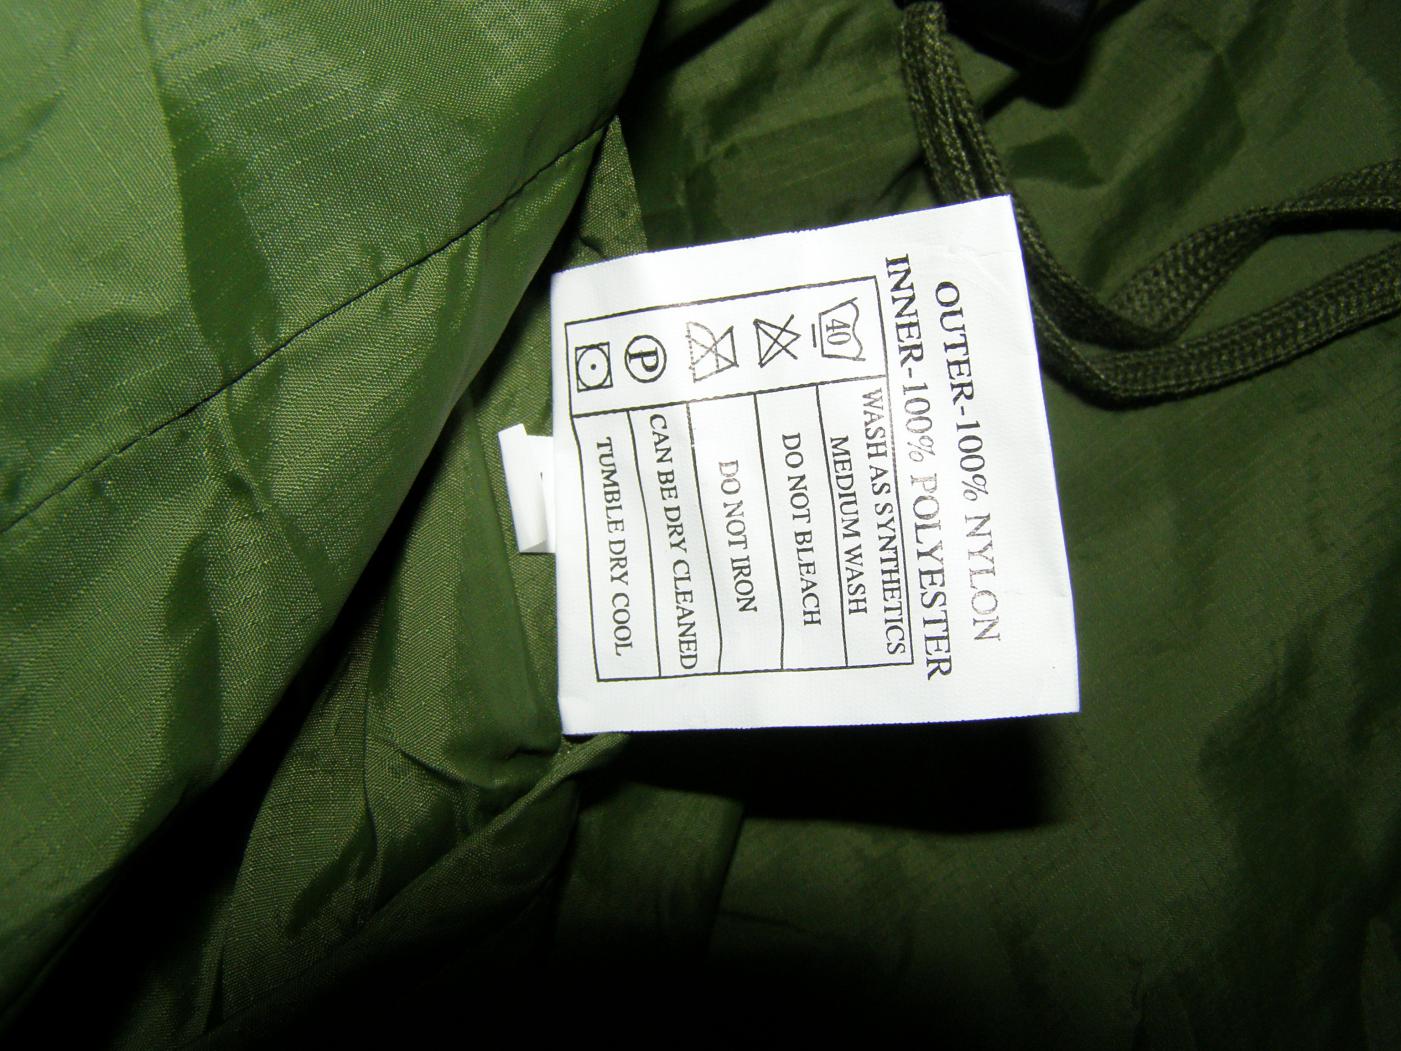 OUTER-100% NYLON
INNER-100% POLYESTER
40
WASH AS SYNTHETICS
MEDIUM WASH
DO NOT BLEACH
DO NOT IRON
P
CAN BE DRY CLEANED
TUMBLE DRY COOL